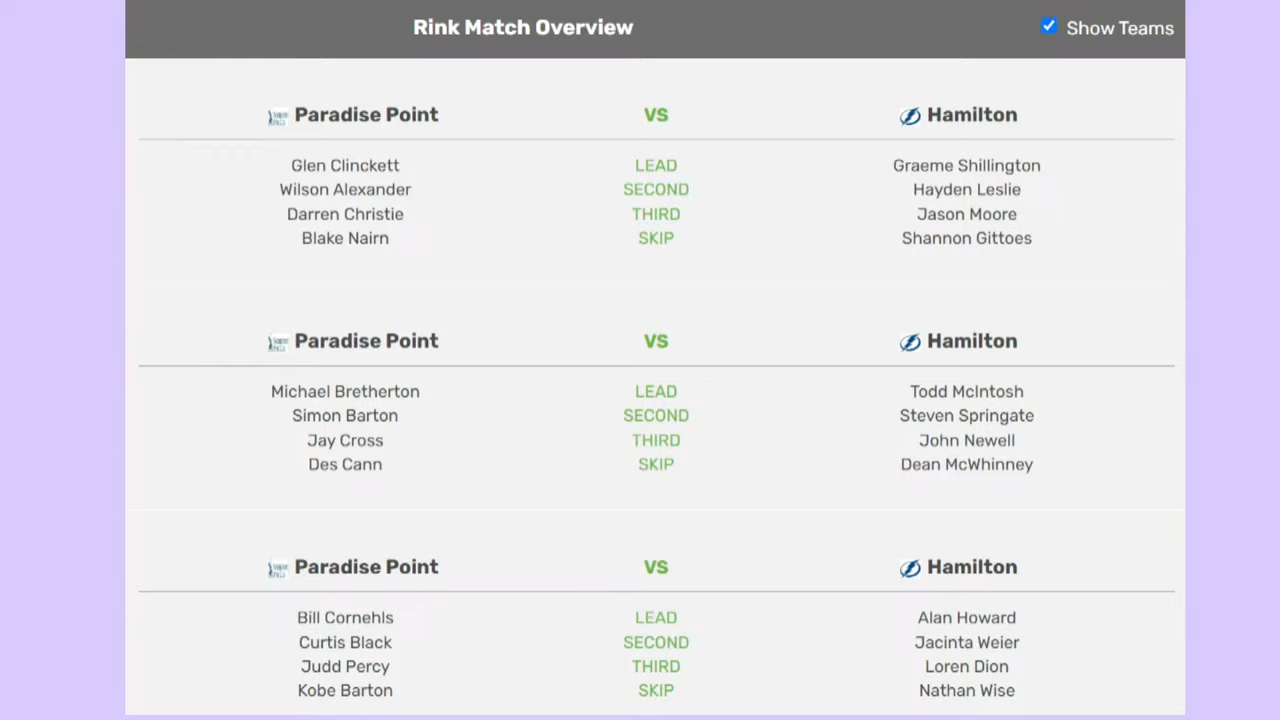 Rink Match Overview Show Teams
Paradise Point VS Hamilton
Glen Clinckett LEAD Graeme Shillington
Wilson Alexander SECOND Hayden Leslie
Darren Christie THIRD Jason Moore
Blake Nairn SKIP Shannon Gittoes
Paradise Point VS Hamilton
Michael Bretherton LEAD Todd McIntosh
Simon Barton SECOND Steven Springate
Jay Cross THIRD John Newell
Des Cann SKIP Dean McWhinney
Paradise Point VS Hamilton
Bill Cornehls LEAD Alan Howard
Curtis Black SECOND Jacinta Weier
Judd Percy THIRD Loren Dion
Kobe Barton SKIP Nathan Wise